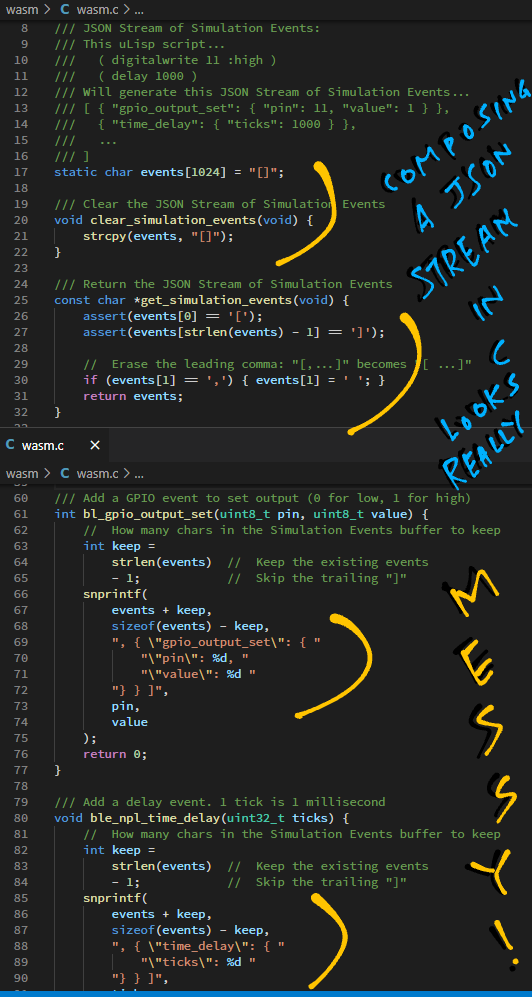 wasm > C wasm.c > ...
8 /// JSON Stream of Simulation Events:
9 /// This uLisp script...
10 /// ( digitalwrite 11 :high )
11 /// ( delay 1000 )
12 /// Will generate this JSON Stream of Simulation Events...
13 /// [ { "gpio_output_set": { "pin": 11, "value": 1 } },
14 /// { "time_delay": { "ticks": 1000 } },
15 /// ...
16 /// ]
17 static char events[1024] = "[]";
18
19 /// Clear the JSON Stream of Simulation Events
20 void clear_simulation_events(void) {
21 strcpy(events, "[]");
22 }
23
24 /// Return the JSON Stream of Simulation Events
25 const char *get_simulation_events(void) {
26 assert(events[0] == '[');
27 assert(events[strlen(events) - 1] == ']');
28
29 // Erase the leading comma: "[,...]" becomes "[ ...]"
30 if (events[1] == ',') { events[1] = ' '; }
31 return events;
32 }
C wasm.c ×
wasm > C wasm.c > ...
60 /// Add a GPIO event to set output (0 for low, 1 for high)
61 int bl_gpio_output_set(uint8_t pin, uint8_t value) {
62 // How many chars in the Simulation Events buffer to keep
63 int keep =
64 strlen(events) // Keep the existing events
65 - 1; // Skip the trailing "]"
66 snprintf(
67 events + keep,
68 sizeof(events) - keep,
69 ", { \"gpio_output_set\": { "
70 "\"pin\": %d, "
71 "\"value\": %d "
72 "} } ]",
73 pin,
74 value
75 );
76 return 0;
77 }
78
79 /// Add a delay event. 1 tick is 1 millisecond
80 void ble_npl_time_delay(uint32_t ticks) {
81 // How many chars in the Simulation Events buffer to keep
82 int keep =
83 strlen(events) // Keep the existing events
84 - 1; // Skip the trailing "]"
85 snprintf(
86 events + keep,
87 sizeof(events) - keep,
88 ", { \"time_delay\": { "
89 "\"ticks\": %d "
90 "} } ]",
COMPOSING
A JSON
STREAM
IN
C
LOOKS
REALLY
MESSY!